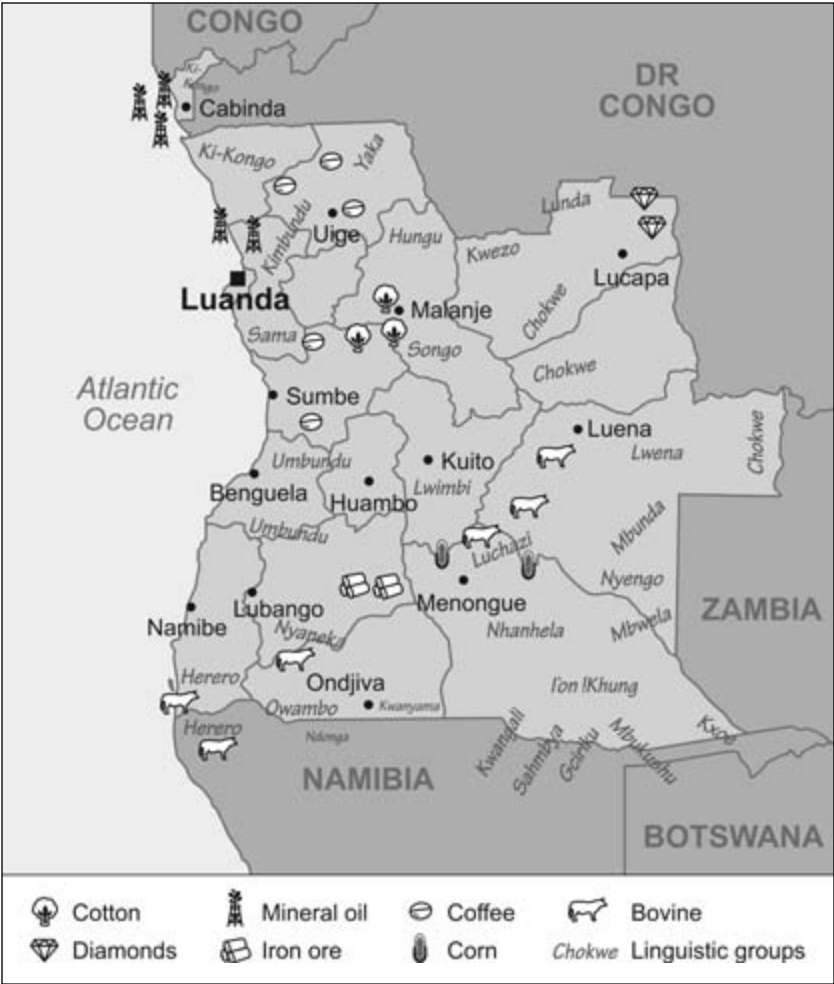 CONGO
DR
CONGO
Ki-
Kongo
Cabinda
Ki-Kongo
Yaka
Lunda
Kimbundu
Uige
Hungu
Kwezo
Lucapa
Luanda
Malanje
Chokwe
Sama
Songo
Chokwe
Atlantic
Ocean
Sumbe
Luena
Chokwe
Umbundu
Kuito
Lwena
Benguela
Huambo
Lwimbi
Umbundu
Luchazi
Mbunda
Nyengo
Lubango
Menongue
ZAMBIA
Namibe
Nyaneka
Nhanhela
Mbwela
Herero
Ondjiva
!Khung
Owambo
Kwanyama
Herero
Ndonga
Kwangali
Sahmbya
Gciriku
Mbukushu
Kxoe
NAMIBIA
BOTSWANA
Cotton
Mineral oil
Coffee
Bovine
Diamonds
Iron ore
Corn
Chokwe
Linguistic groups